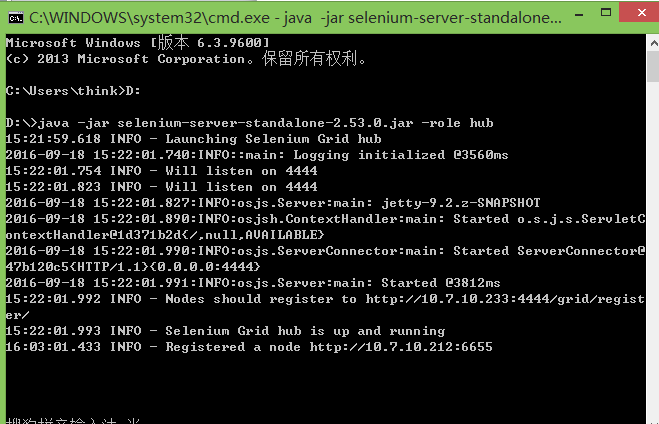 C:\WINDOWS\system32\cmd.exe - java  -jar selenium-server-standalone...
Microsoft Windows [版本 6.3.9600]
(c) 2013 Microsoft Corporation。保留所有权利。
C:\Users\think>D:
D:\>java -jar selenium-server-standalone-2.53.0.jar -role hub
15:21:59.618 INFO - Launching Selenium Grid hub
2016-09-18 15:22:01.740:INFO::main: Logging initialized @3560ms
15:22:01.754 INFO - Will listen on 4444
15:22:01.823 INFO - Will listen on 4444
2016-09-18 15:22:01.827:INFO:osjs.Server:main: jetty-9.2.z-SNAPSHOT
2016-09-18 15:22:01.890:INFO:osjsh.ContextHandler:main: Started o.s.j.s.ServletC
ontextHandler@1d371b2d{/,null,AVAILABLE}
2016-09-18 15:22:01.990:INFO:osjs.ServerConnector:main: Started ServerConnector@
47b120c5{HTTP/1.1}{0.0.0.0:4444}
2016-09-18 15:22:01.991:INFO:osjs.Server:main: Started @3812ms
15:22:01.992 INFO - Nodes should register to http://10.7.10.233:4444/grid/regist
er/
15:22:01.993 INFO - Selenium Grid hub is up and running
16:03:01.433 INFO - Registered a node http://10.7.10.212:6655